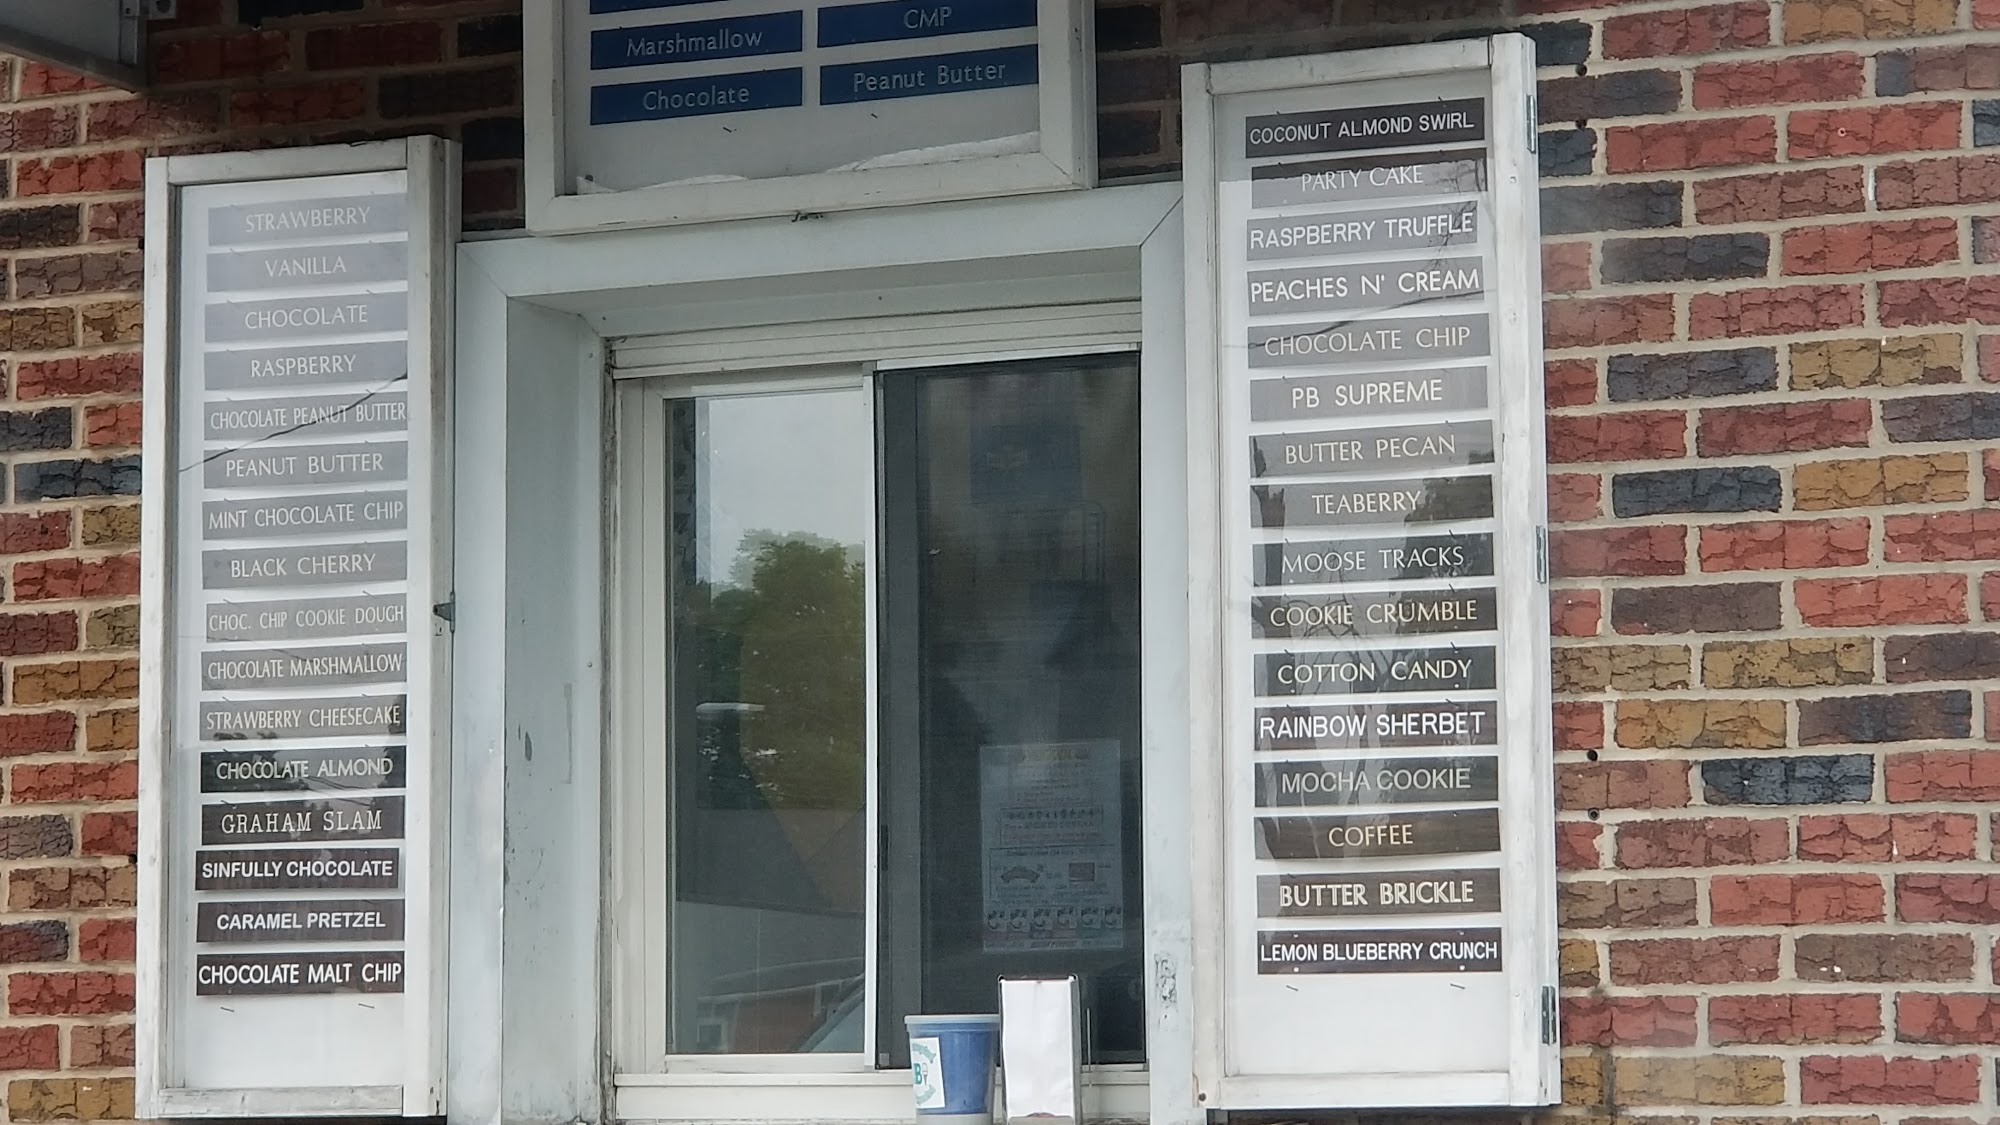 Marshmallow
Chocolate
CMP
Peanut Butter
STRAWBERRY
VANILLA
CHOCOLATE
RASPBERRY
CHOCOLATE PEANUT BUTTER
PEANUT BUTTER
MINT CHOCOLATE CHIP
BLACK CHERRY
CHOC. CHIP COOKIE DOUGH
CHOCOLATE MARSHMALLOW
STRAWBERRY CHEESECAKE
CHOCOLATE ALMOND
GRAHAM SLAM
SINFULLY CHOCOLATE
CARAMEL PRETZEL
CHOCOLATE MALT CHIP
COCONUT ALMOND SWIRL
PARTY CAKE
RASPBERRY TRUFFLE
PEACHES N' CREAM
CHOCOLATE CHIP
PB SUPREME
BUTTER PECAN
TEABERRY
MOOSE TRACKS
COOKIE CRUMBLE
COTTON CANDY
RAINBOW SHERBET
MOCHA COOKIE
COFFEE
BUTTER BRICKLE
LEMON BLUEBERRY CRUNCH